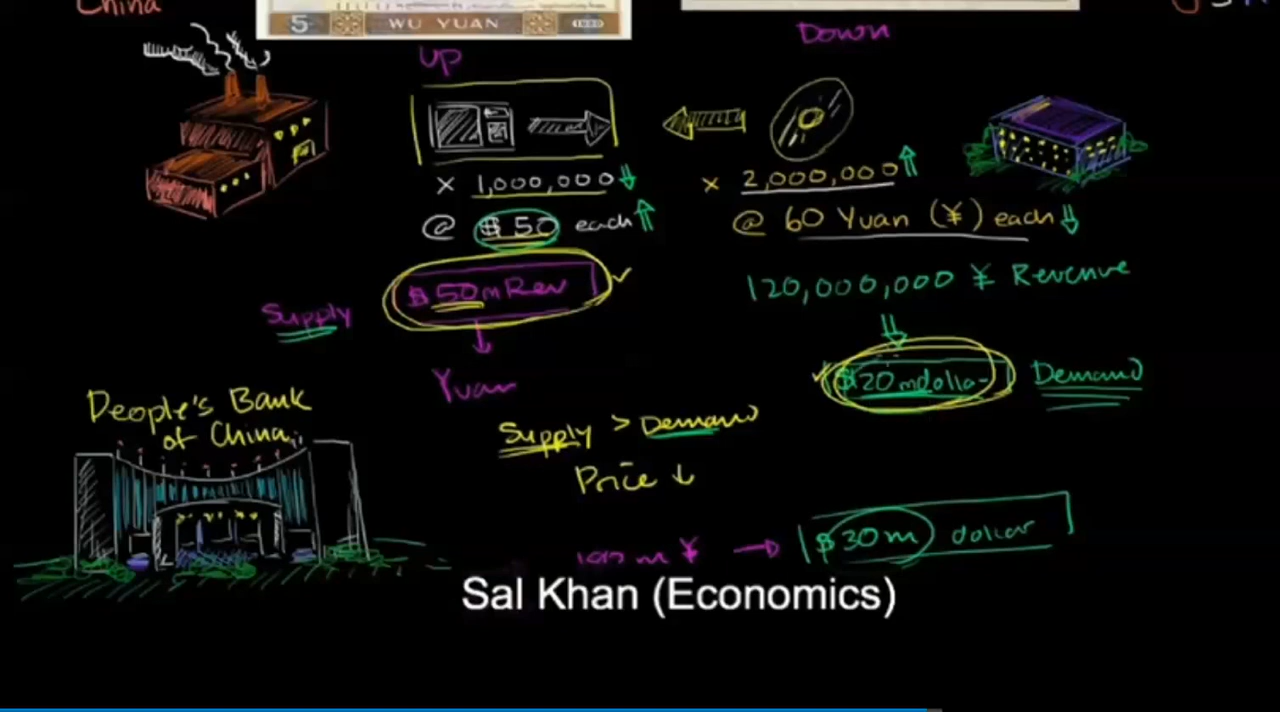 China
5 WU YUAN
UP
Down
x 1,000,000
@ $50 each
$50m Rev
Supply
Yuan
x 2,000,000
@ 60 Yuan (¥) each
120,000,000 ¥ Revenue
$20 mdollar
Demand
People's Bank
of China
Supply > Demand
Price ↓
m ¥ → $30m dollar
Sal Khan (Economics)